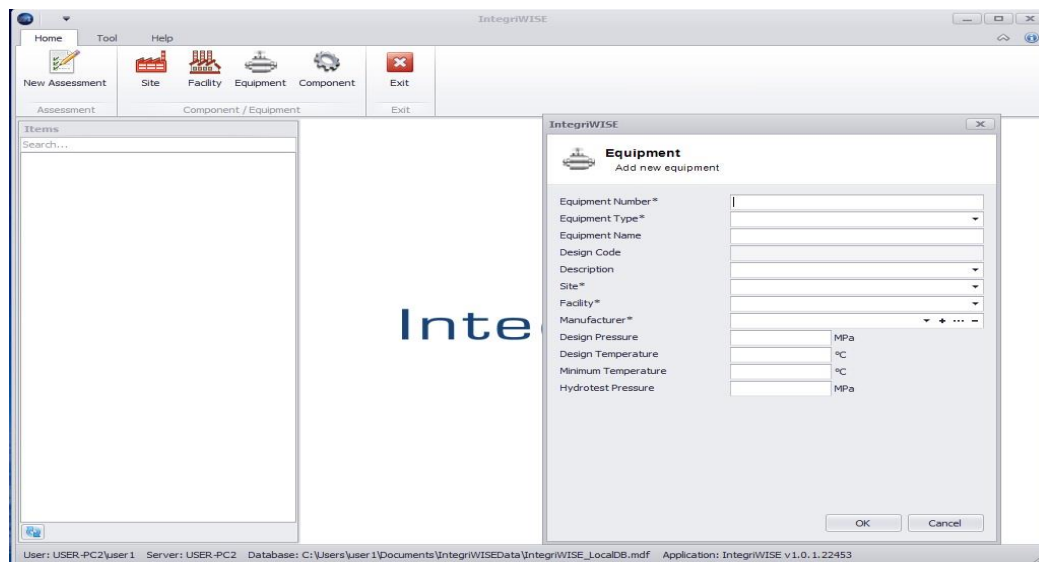 IntegriWISE
Home Tool Help
New Assessment Site Facility Equipment Component Exit
Assessment Component / Equipment Exit
Items
Search...
Inte
IntegriWISE
Equipment
Add new equipment
Equipment Number*
Equipment Type*
Equipment Name
Design Code
Description
Site*
Facility*
Manufacturer*
Design Pressure MPa
Design Temperature °C
Minimum Temperature °C
Hydrotest Pressure MPa
OK Cancel
User: USER-PC2\user1 Server: USER-PC2 Database: C:\Users\user1\Documents\IntegriWISEData\IntegriWISE_LocalDB.mdf Application: IntegriWISE v1.0.1.22453